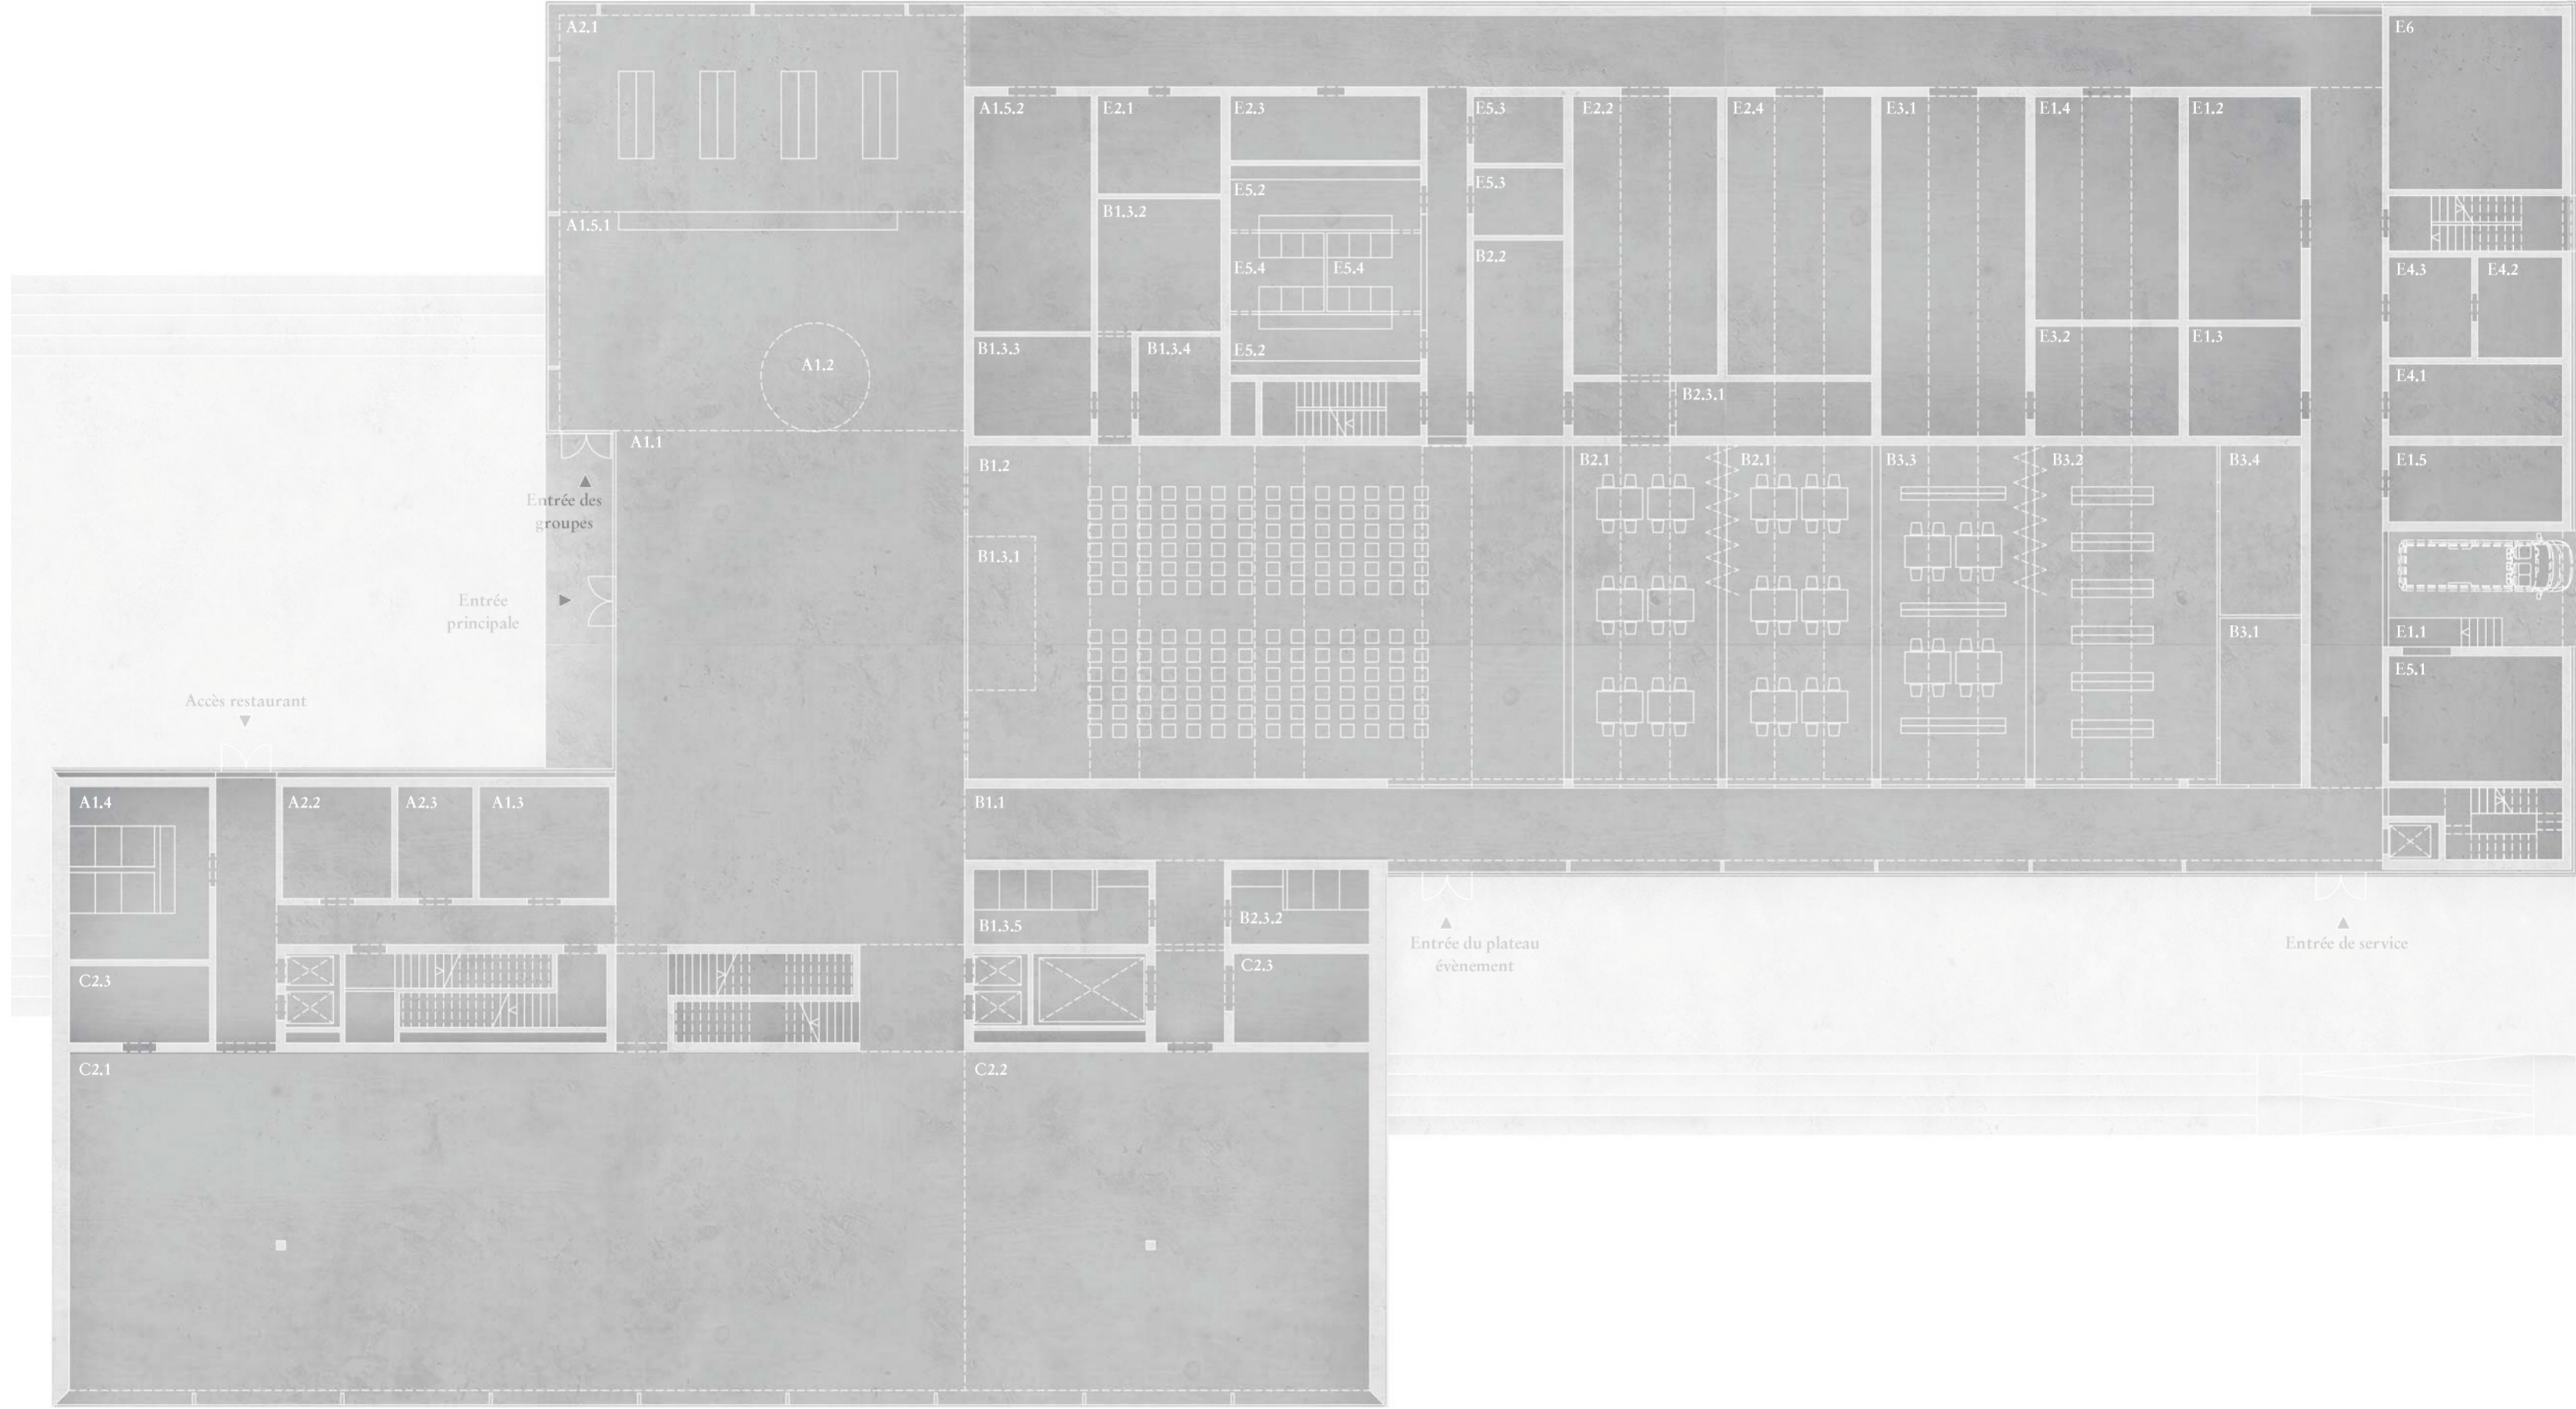 A2.1
E6
A1.5.2
E2.1
E2.3
E5.3
E2.2
E2.4
E3.1
E1.4
E1.2
E5.2
E5.3
B1.3.2
A1.5.1
B2.2
E5.4
E5.4
E4.3
E4.2
E3.2
E1.3
B1.3.3
B1.3.4
E5.2
A1.2
E4.1
B2.3.1
A1.1
B1.2
B2.1
B2.1
B3.3
B3.2
B3.4
E1.5
Entrée des
groupes
B1.3.1
Entrée
principale
B3.1
E1.1
E5.1
Accès restaurant
A1.4
A2.2
A2.3
A1.3
B1.1
B1.3.5
B2.3.2
Entrée du plateau
évènement
Entrée de service
C2.3
C2.3
C2.1
C2.2